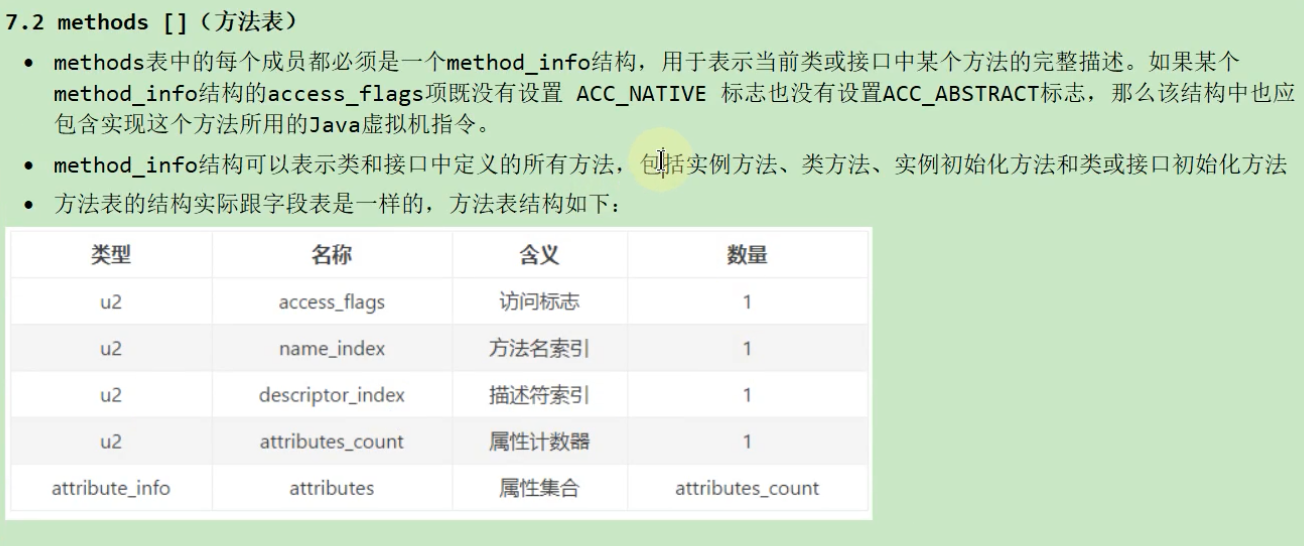 7.2 methods []（方法表）
• methods表中的每个成员都必须是一个method_info结构，用于表示当前类或接口中某个方法的完整描述。如果某个
method_info结构的access_flags项既没有设置 ACC_NATIVE 标志也没有设置ACC_ABSTRACT标志，那么该结构中也应
包含实现这个方法所用的Java虚拟机指令。
• method_info结构可以表示类和接口中定义的所有方法，包括实例方法、类方法、实例初始化方法和类或接口初始化方法
• 方法表的结构实际跟字段表是一样的，方法表结构如下：
类型 名称 含义 数量
u2 access_flags 访问标志 1
u2 name_index 方法名索引 1
u2 descriptor_index 描述符索引 1
u2 attributes_count 属性计数器 1
attribute_info attributes 属性集合 attributes_count